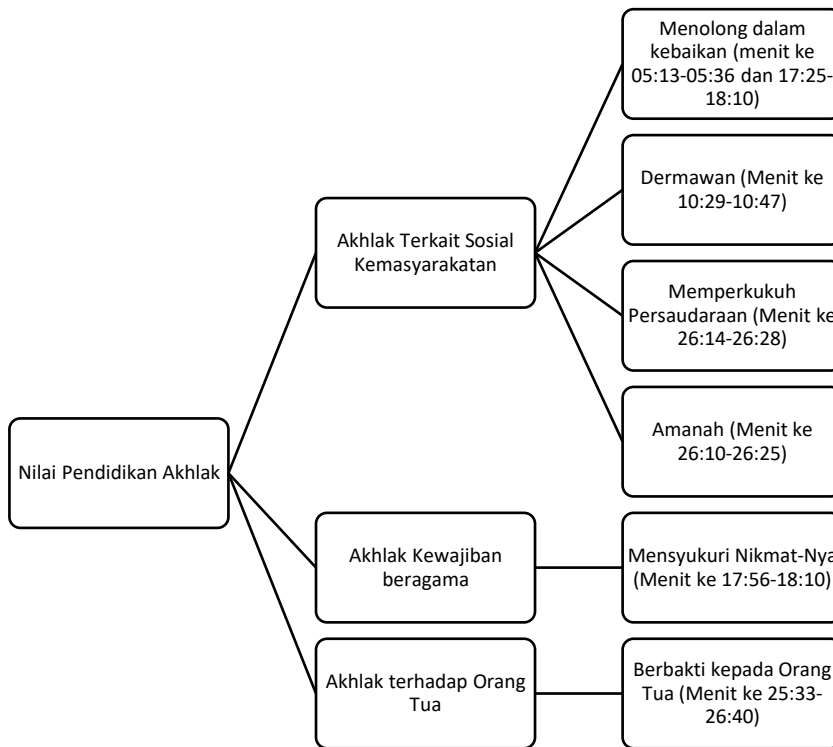 Menolong dalam
kebaikan (menit ke
05:13-05:36 dan 17:25-
18:10)
Dermawan (Menit ke
10:29-10:47)
Akhlak Terkait Sosial
Kemasyarakatan
Memperkukuh
Persaudaraan (Menit ke
26:14-26:28)
Amanah (Menit ke
26:10-26:25)
Nilai Pendidikan Akhlak
Akhlak Kewajiban
beragama
Mensyukuri Nikmat-Nya
(Menit ke 17:56-18:10)
Akhlak terhadap Orang
Tua
Berbakti kepada Orang
Tua (Menit ke 25:33-
26:40)